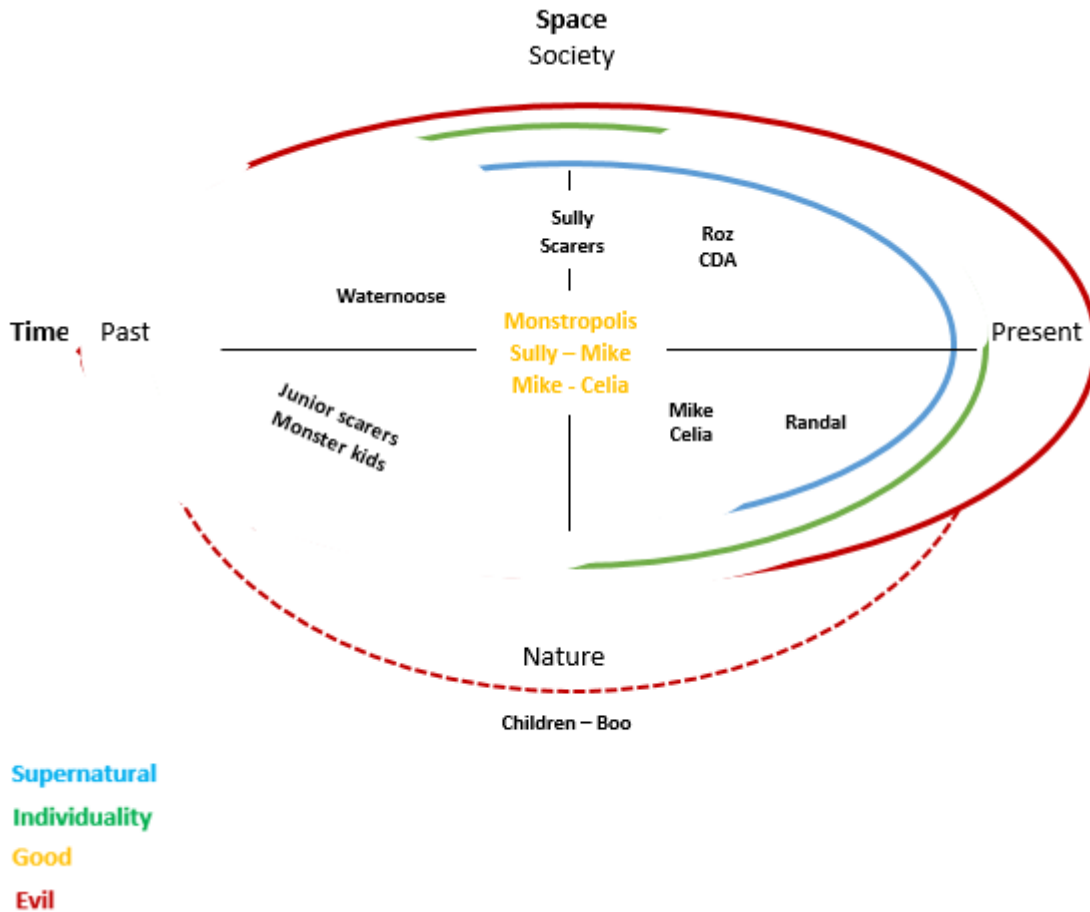 Space
Society
Sully
Scarers
Roz
CDA
Waternoose
Time Past
Monstropolis
Sully – Mike
Mike - Celia
Present
Junior scarers
Monster kids
Mike
Celia
Randal
Nature
Children – Boo
Supernatural
Individuality
Good
Evil